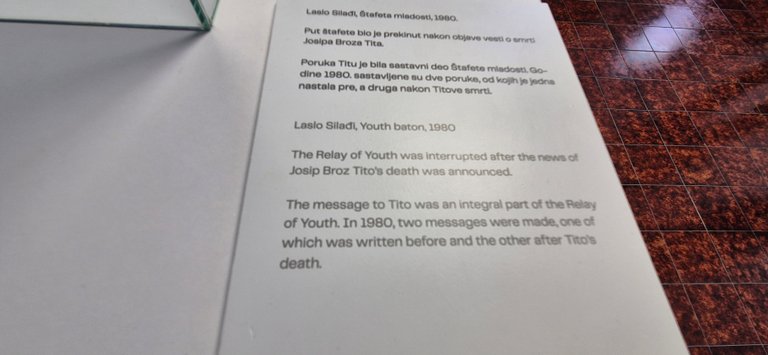 Laslo Silađi, Štafeta mladosti, 1980.
Put štafete bio je prekinut nakon objave vesti o smrti
Josipa Broza Tita.
Poruka Titu je bila sastavni deo Štafete mladosti. Go-
dine 1980. sastavljene su dve poruke, od kojih je jedna
nastala pre, a druga nakon Titove smrti.
Laslo Silađi, Youth baton, 1980
The Relay of Youth was interrupted after the news of
Josip Broz Tito's death was announced.
The message to Tito was an integral part of the Relay
of Youth. In 1980, two messages were made, one of
which was written before and the other after Tito's
death.